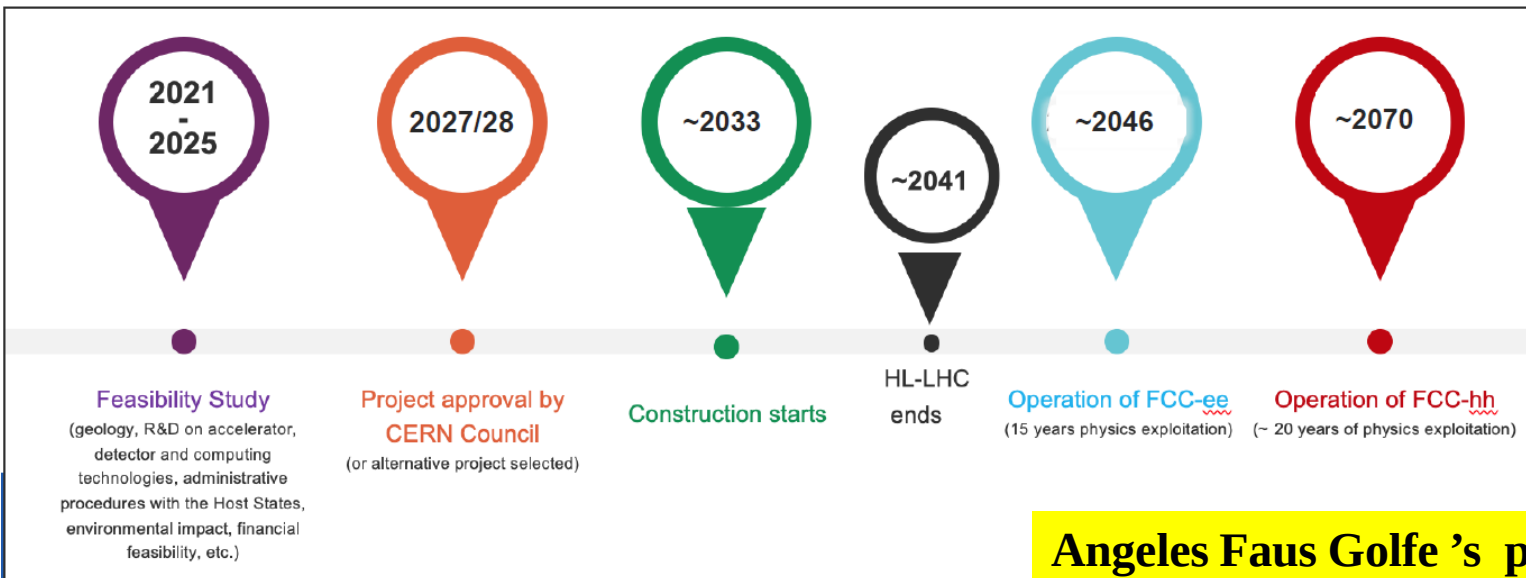 2021
-
2025
2027/28
~2033
~2041
~2046
~2070
Feasibility Study
(geology, R&D on accelerator,
detector and computing
technologies, administrative
procedures with the Host States,
environmental impact, financial
feasibility, etc.)
Project approval by
CERN Council
(or alternative project selected)
Construction starts
HL-LHC
ends
Operation of FCC-ee
(15 years physics exploitation)
Operation of FCC-hh
(~ 20 years of physics exploitation)
Angeles Faus Golfe ’s